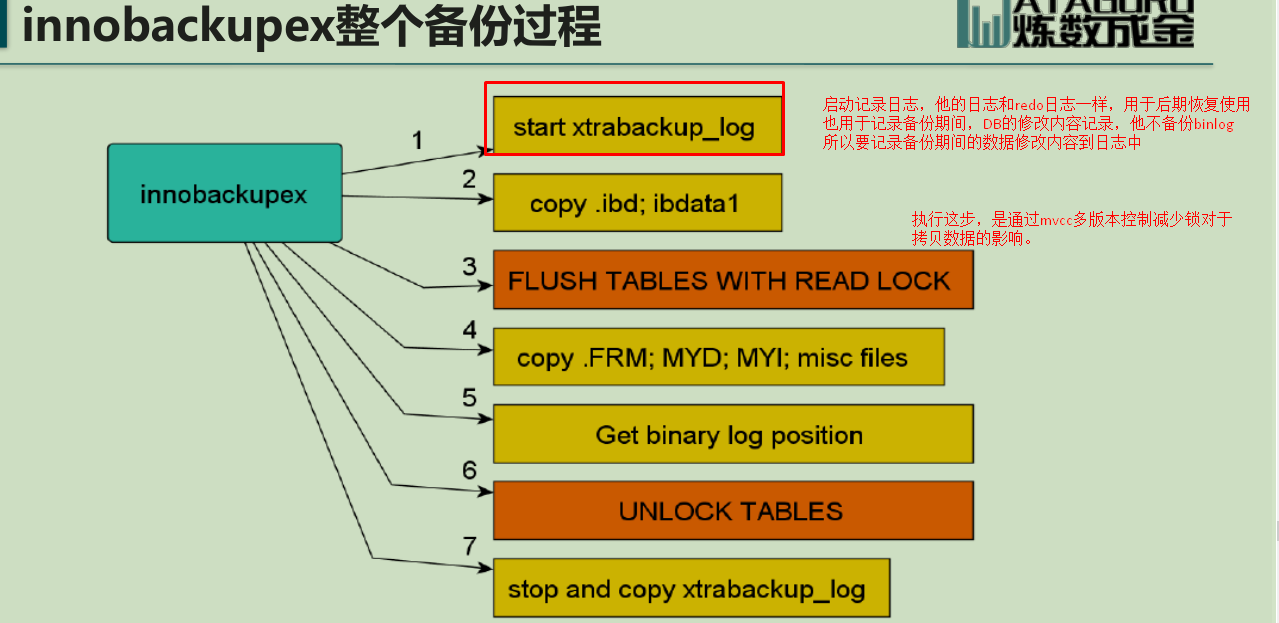 innobackupex整个备份过程
ATAGURU
炼数成金
start xtrabackup_log
启动记录日志，他的日志和redo日志一样，用于后期恢复使用
也用于记录备份期间，DB的修改内容记录，他不备份binlog
所以要记录备份期间的数据修改内容到日志中
1
innobackupex
2
copy .ibd; ibdata1
执行这步，是通过mvcc多版本控制减少锁对于
拷贝数据的影响。
3
FLUSH TABLES WITH READ LOCK
4
copy .FRM; MYD; MYI; misc files
5
Get binary log position
6
UNLOCK TABLES
7
stop and copy xtrabackup_log